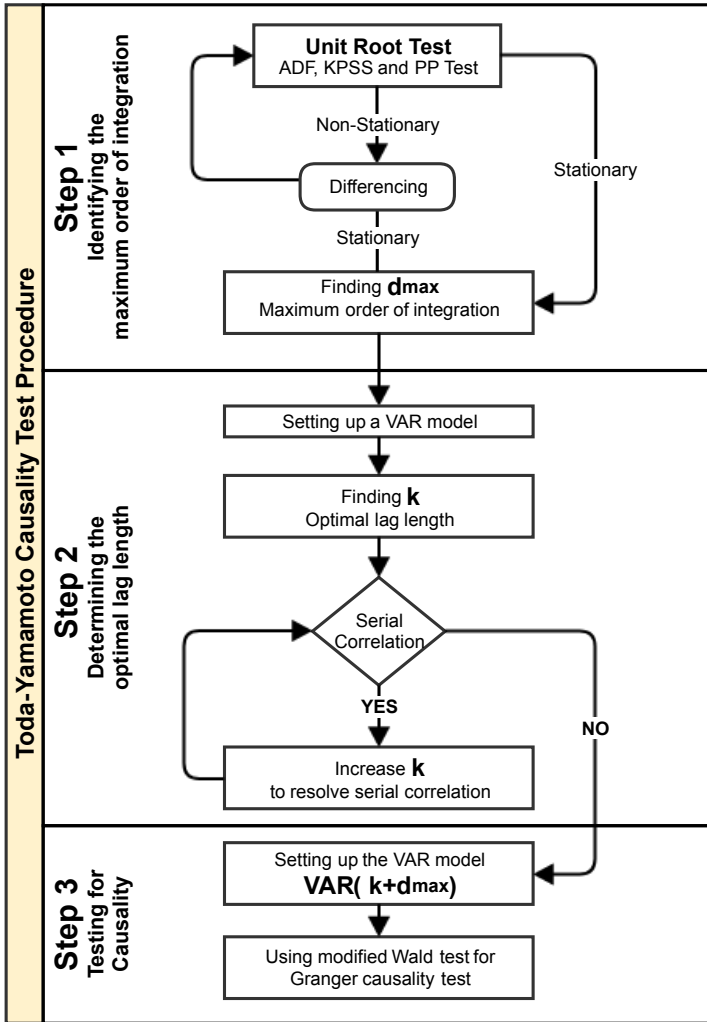 Toda-Yamamoto Causality Test Procedure
Step 1
Identifying the
maximum order of integration
Unit Root Test
ADF, KPSS and PP Test
Non-Stationary
Stationary
Differencing
Stationary
Finding dmax
Maximum order of integration
Step 2
Determining the
optimal lag length
Setting up a VAR model
Finding k
Optimal lag length
Serial
Correlation
YES
NO
Increase k
to resolve serial correlation
Step 3
Testing for
Causality
Setting up the VAR model
VAR( k+dmax)
Using modified Wald test for
Granger causality test